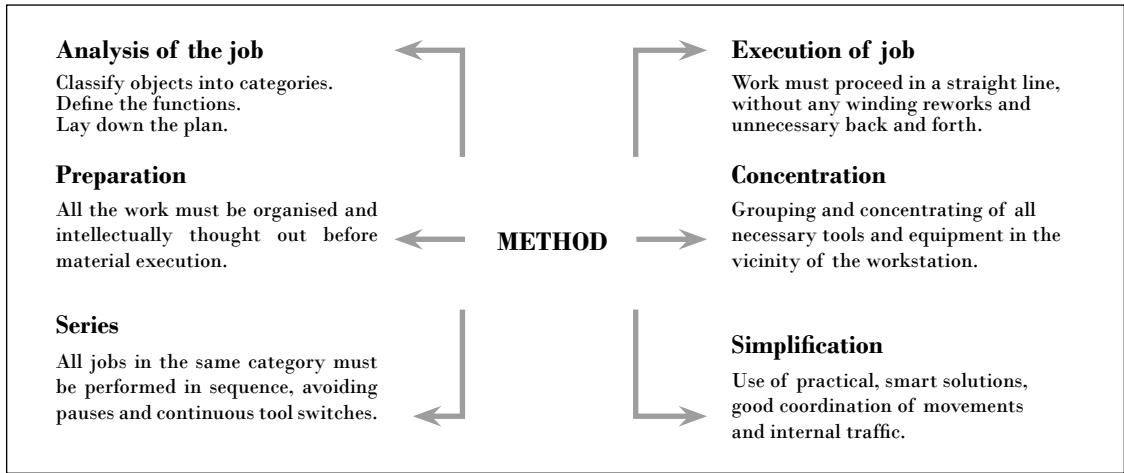 Analysis of the job
Classify objects into categories.
Define the functions.
Lay down the plan.
Preparation
All the work must be organised and
intellectually thought out before
material execution.
Series
All jobs in the same category must
be performed in sequence, avoiding
pauses and continuous tool switches.
METHOD
Execution of job
Work must proceed in a straight line,
without any winding reworks and
unnecessary back and forth.
Concentration
Grouping and concentrating of all
necessary tools and equipment in the
vicinity of the workstation.
Simplification
Use of practical, smart solutions,
good coordination of movements
and internal traffic.